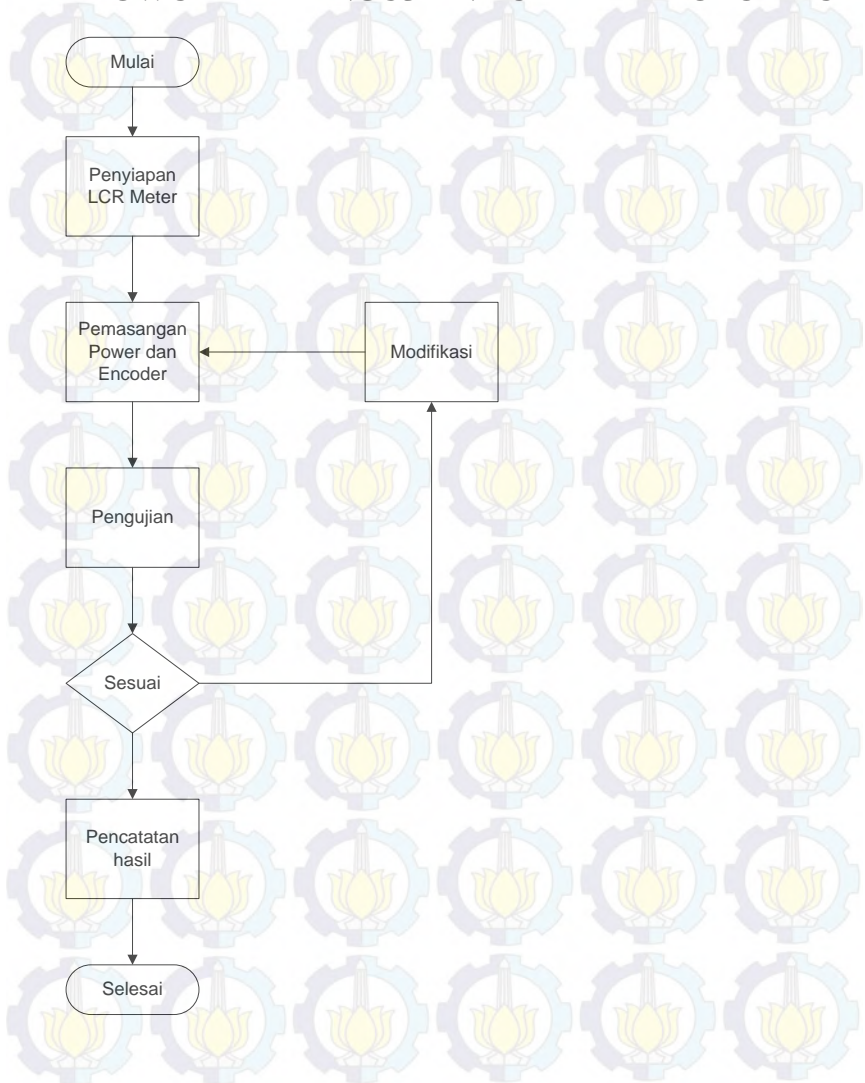 Mulai
Penyiapan
LCR Meter
Pemasangan
Power dan
Encoder
Modifikasi
Pengujian
Sesuai
Pencatatan
hasil
Selesai